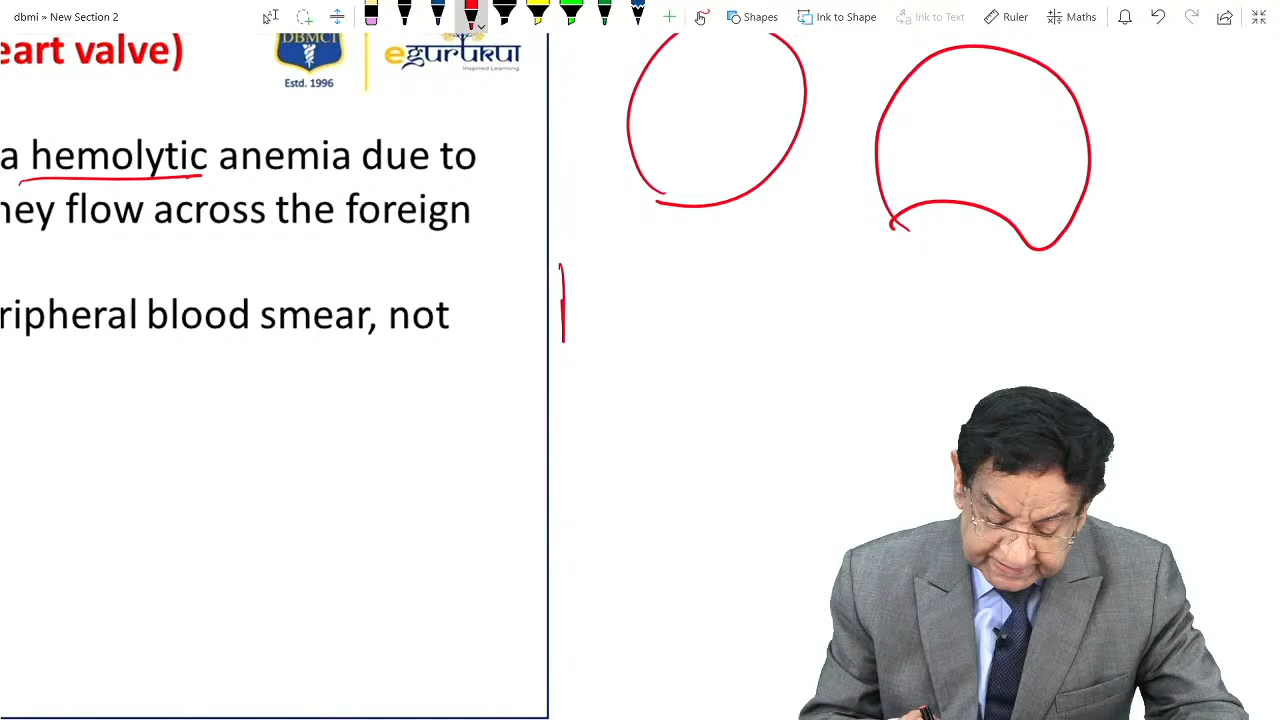 dbmi » New Section 2
Shapes
Ink to Shape
Ink to Text
Ruler
Maths
eart valve)
DBMCI
Estd. 1996
egurukul
Inspired Learning
a hemolytic anemia due to
hey flow across the foreign
ripheral blood smear, not